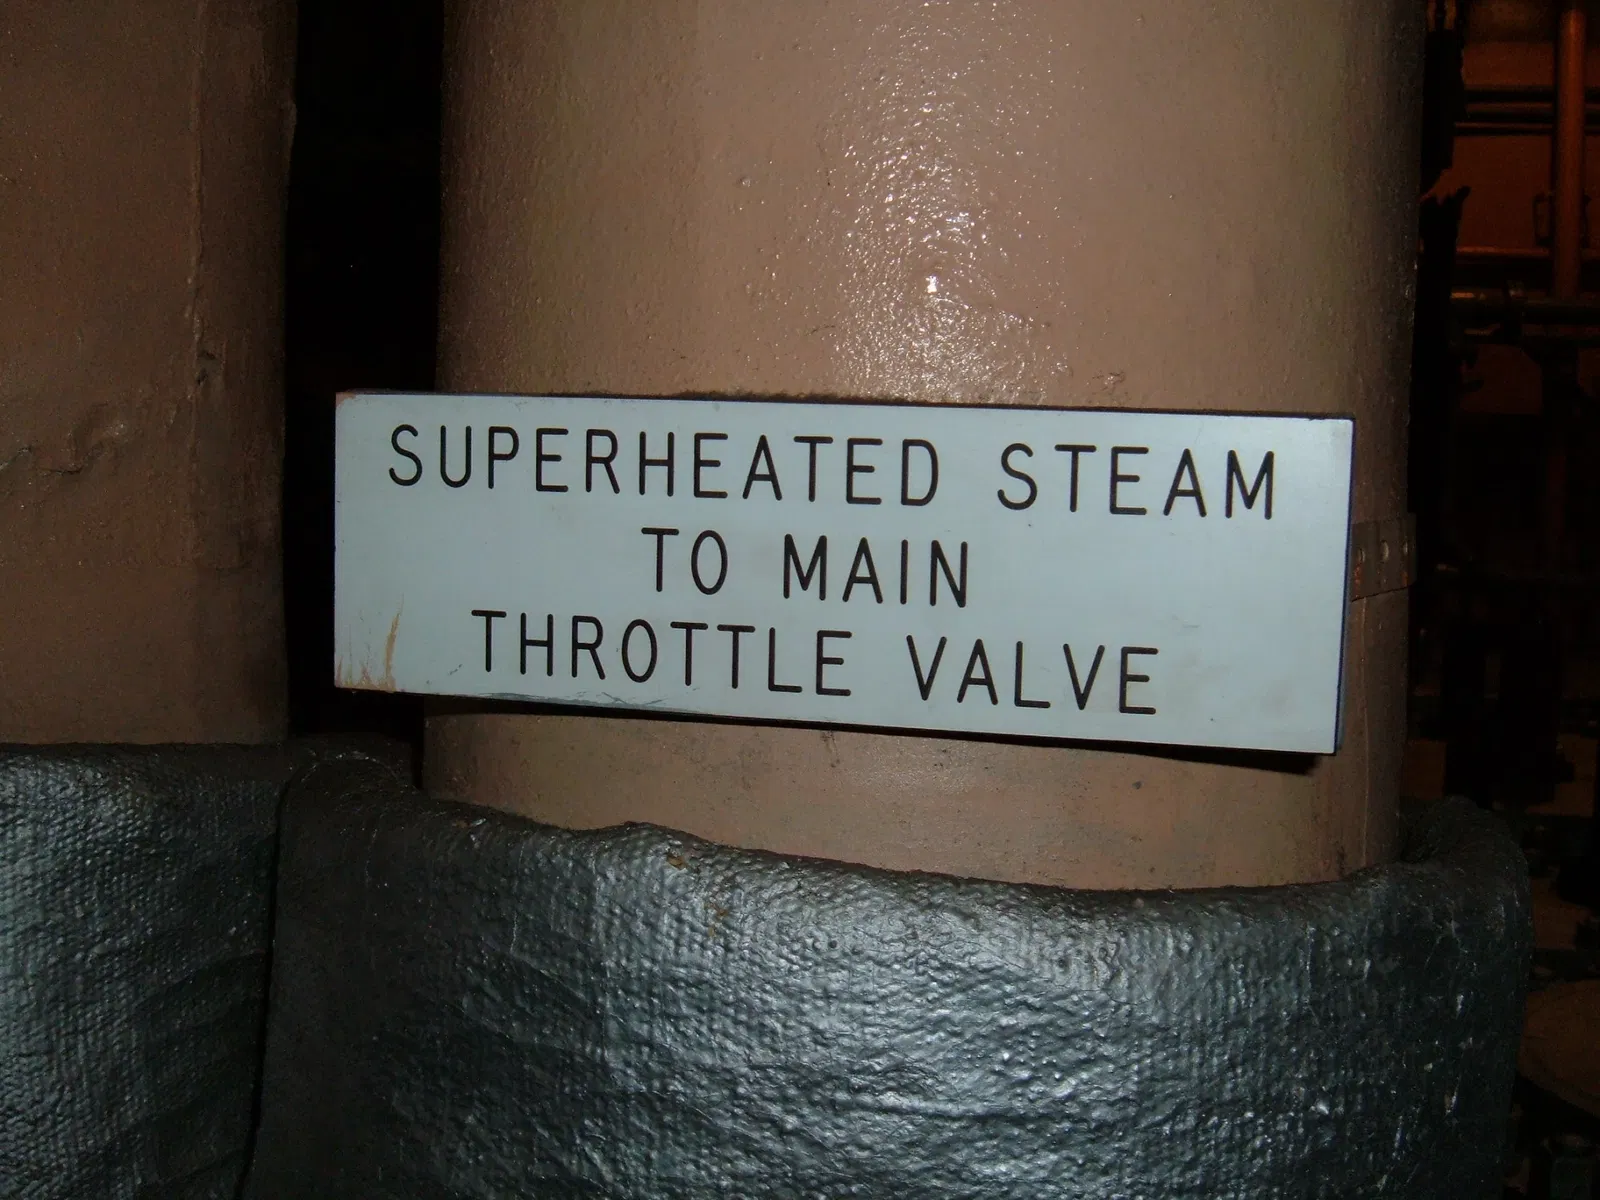 SUPERHEATED STEAM
TO MAIN
THROTTLE VALVE